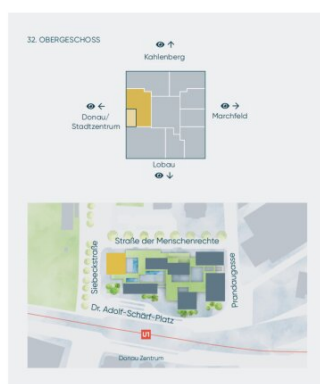 32. OBERGESCHOSS
Kahlenberg
Donau/
Stadtzentrum
Marchfeld
Lobau
Straße der Menschenrechte
Siebeckstraße
Prandaugasse
Dr. Adolf-Schärf-Platz
U1
Donau Zentrum